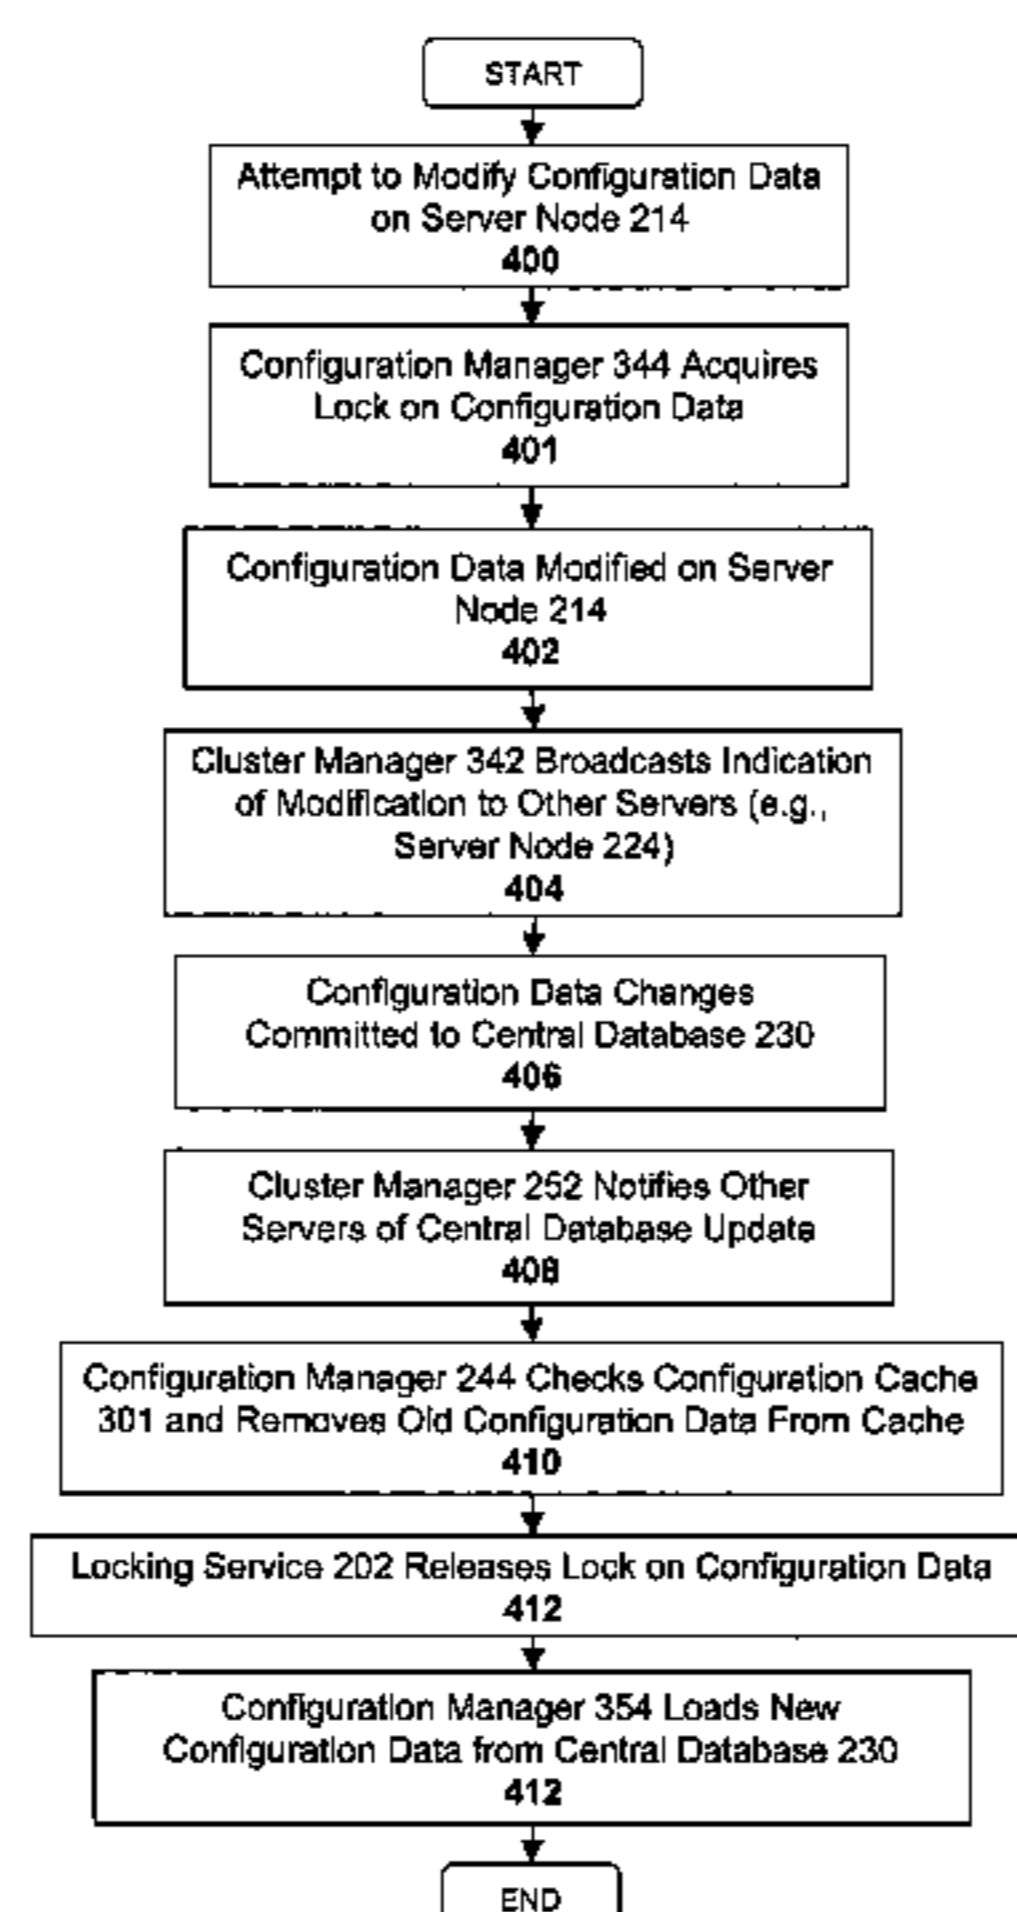 START
Attempt to Modify Configuration Data
on Server Node 214
400
Configuration Manager 344 Acquires
Lock on Configuration Data
401
Configuration Data Modified on Server
Node 214
402
Cluster Manager 342 Broadcasts Indication
of Modification to Other Servers (e.g.,
Server Node 224)
404
Configuration Data Changes
Committed to Central Database 230
406
Cluster Manager 252 Notifies Other
Servers of Central Database Update
408
Configuration Manager 244 Checks Configuration Cache
301 and Removes Old Configuration Data From Cache
410
Locking Service 202 Releases Lock on Configuration Data
412
Configuration Manager 354 Loads New
Configuration Data from Central Database 230
412
END